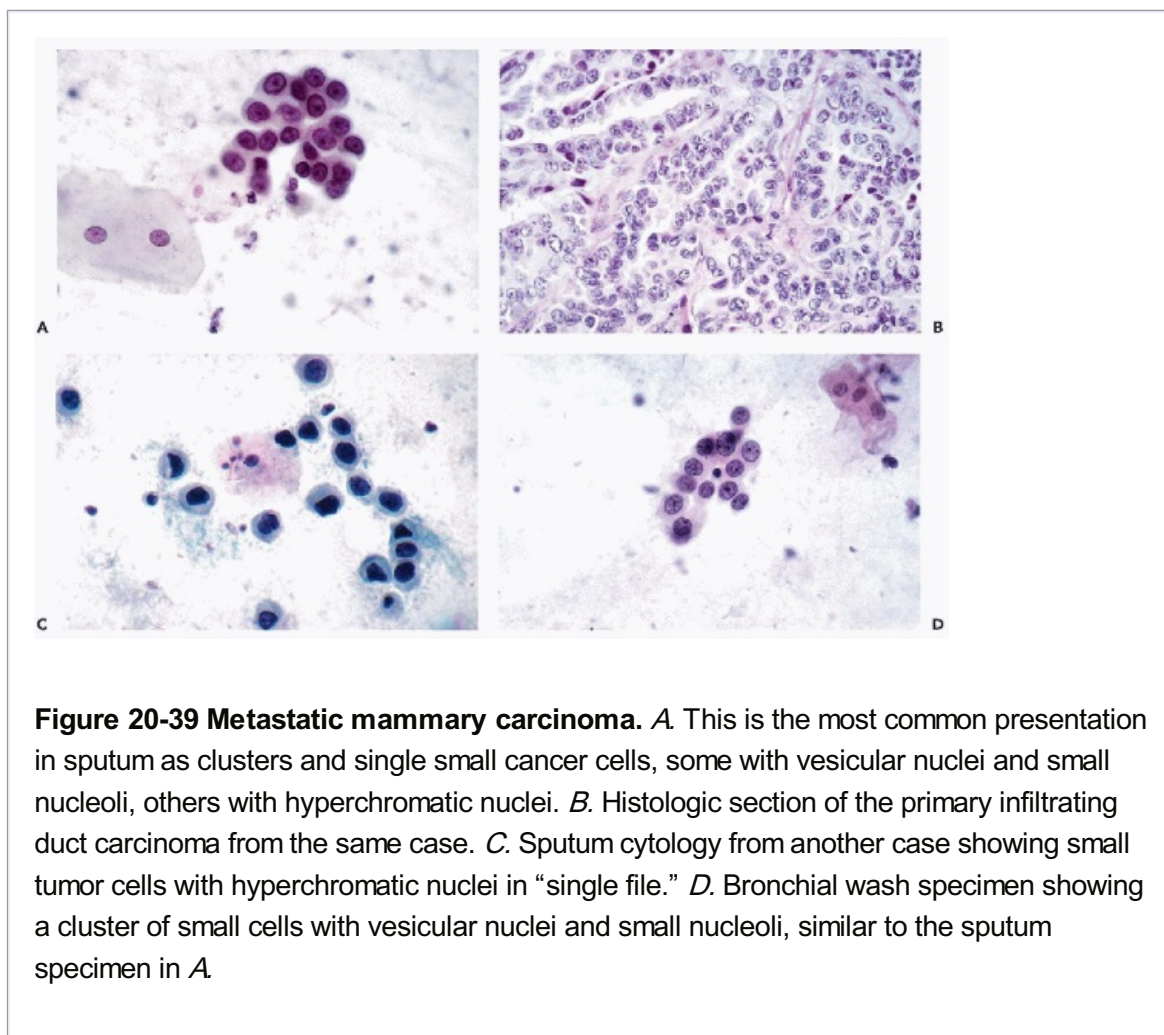 A
B
C
D
Figure 20-39 Metastatic mammary carcinoma. A. This is the most common presentation
in sputum as clusters and single small cancer cells, some with vesicular nuclei and small
nucleoli, others with hyperchromatic nuclei. B. Histologic section of the primary infiltrating
duct carcinoma from the same case. C. Sputum cytology from another case showing small
tumor cells with hyperchromatic nuclei in “single file.” D. Bronchial wash specimen showing
a cluster of small cells with vesicular nuclei and small nucleoli, similar to the sputum
specimen in A.